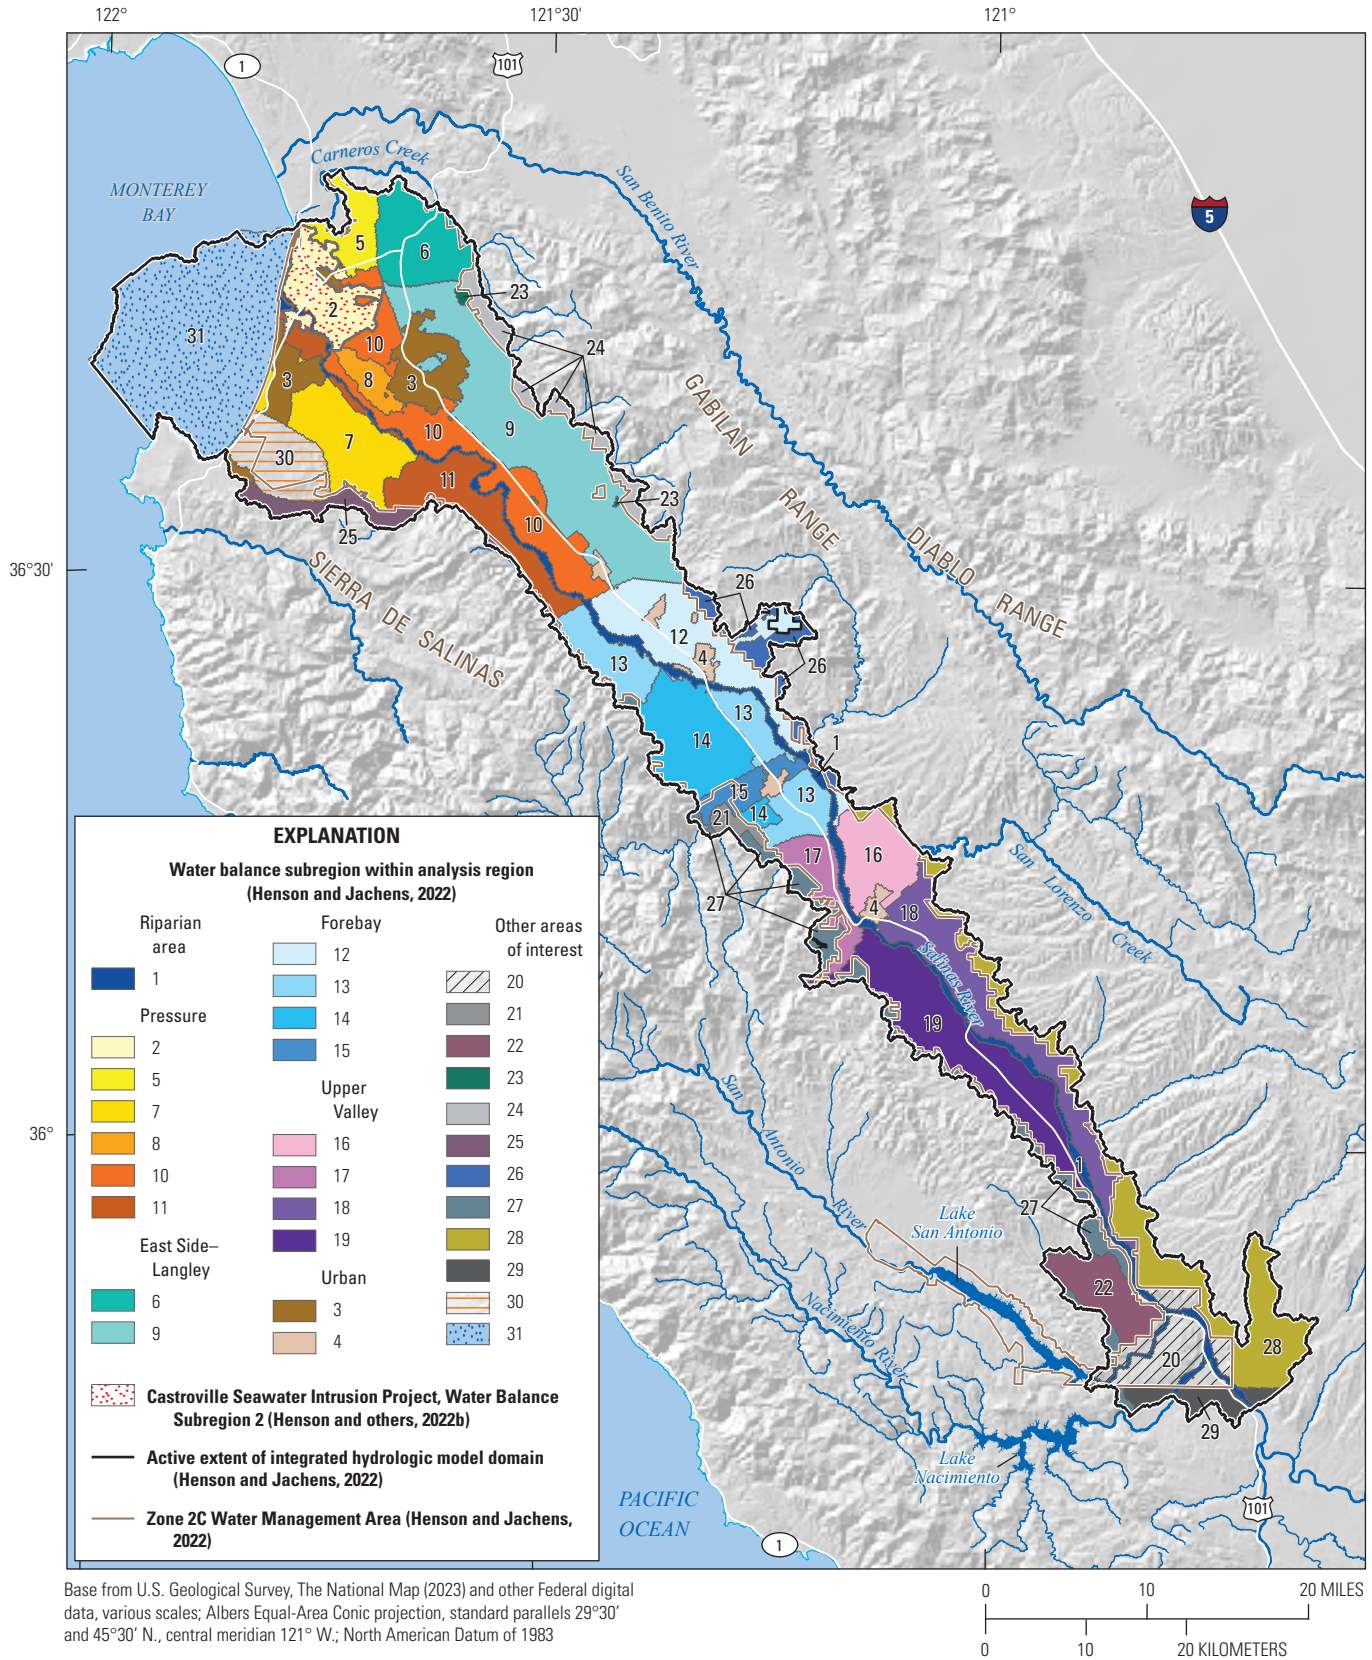 122°
121°30'
121°
1
101
Carneros Creek
MONTEREY
BAY
San Benito River
5
5
6
23
2
31
24
10
3
8
3
GABILAN
9
10
7
30
11
23
RANGE
10
25
DIABLO
36°30'
SIERRA DE SALINAS
26
RANGE
12
4
13
26
13
14
1
15
13
14
21
17
16
San Lorenzo Creek
27
4
18
Salinas River
19
San Antonio River
36°
1
27
Lake
San Antonio
22
Nacimiento River
20
28
29
Lake
Nacimiento
101
PACIFIC
OCEAN
1
EXPLANATION
Water balance subregion within analysis region
(Henson and Jachens, 2022)
Riparian
area
1
Pressure
2
5
7
8
10
11
East Side–
Langley
6
9
Forebay
12
13
14
15
Upper
Valley
16
17
18
19
Urban
3
4
Other areas
of interest
20
21
22
23
24
25
26
27
28
29
30
31
Castroville Seawater Intrusion Project, Water Balance
Subregion 2 (Henson and others, 2022b)
Active extent of integrated hydrologic model domain
(Henson and Jachens, 2022)
Zone 2C Water Management Area (Henson and Jachens,
2022)
Base from U.S. Geological Survey, The National Map (2023) and other Federal digital
data, various scales; Albers Equal-Area Conic projection, standard parallels 29°30'
and 45°30' N., central meridian 121° W.; North American Datum of 1983
0 10 20 MILES
0 10 20 KILOMETERS